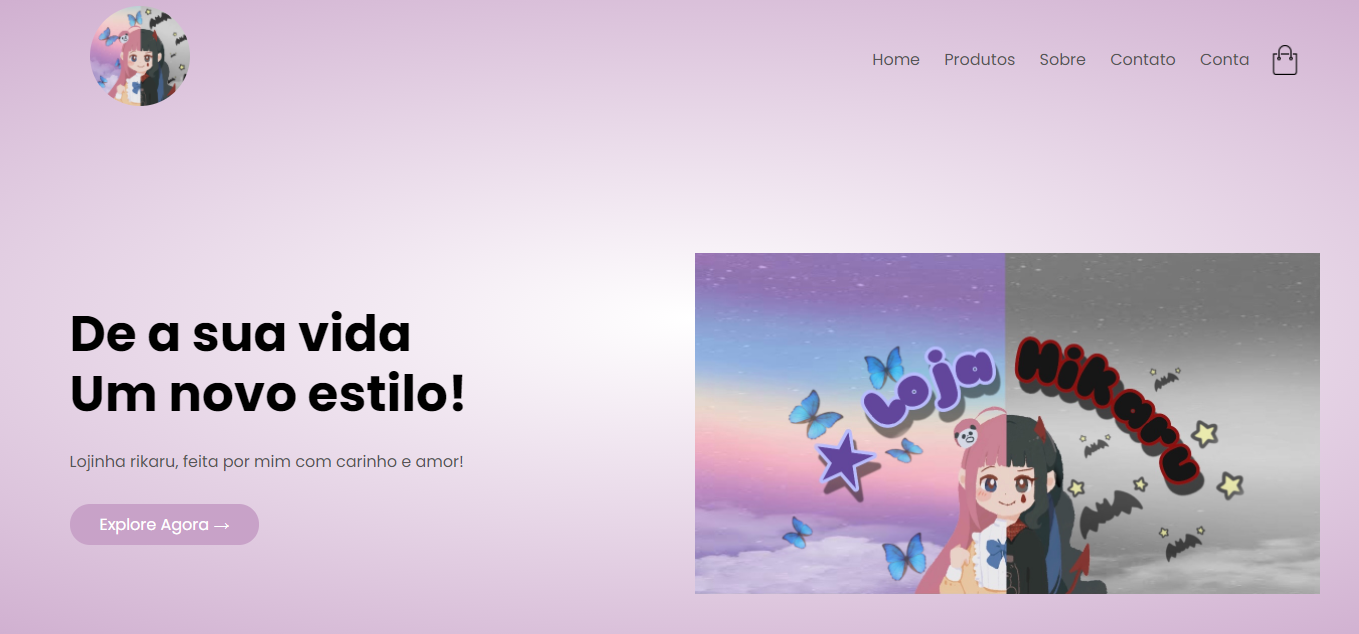 Home Produtos Sobre Contato Conta
De a sua vida
Um novo estilo!
Lojinha rikaru, feita por mim com carinho e amor!
Explore Agora →
Loja Hikaru